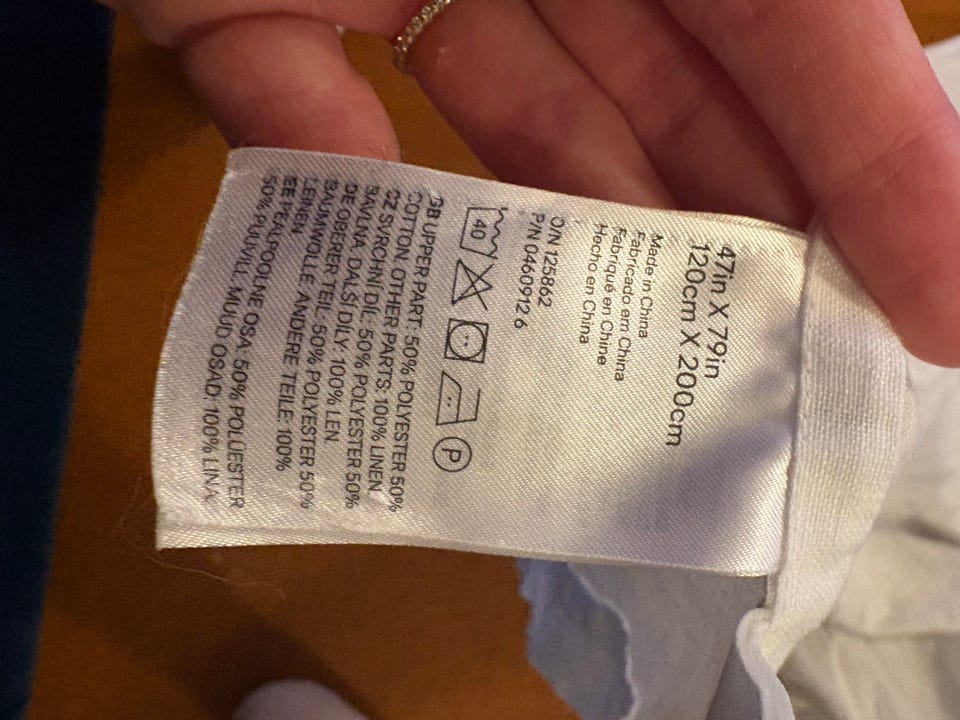 47in X 79in
120cm X 200cm
Made in China
Fabricado em China
Fabriqué en Chine
Hecho en China
O/N 125862
P/N 0460912 6
40
P
GB UPPER PART: 50% POLYESTER 50%
COTTON. OTHER PARTS: 100% LINEN
CZ SVRCHNÍ DÍL: 50% POLYESTER 50%
BAVLNA. DALŠÍ DÍLY: 100% LEN.
DE OBERER TEIL: 50% POLYESTER 50%
BAUMWOLLE. ANDERE TEILE: 100%
LEINEN.
EE PEALPOOLNE OSA: 50% POLUESTER
50% PUUVILL. MUUD OSAD: 100% LINA.